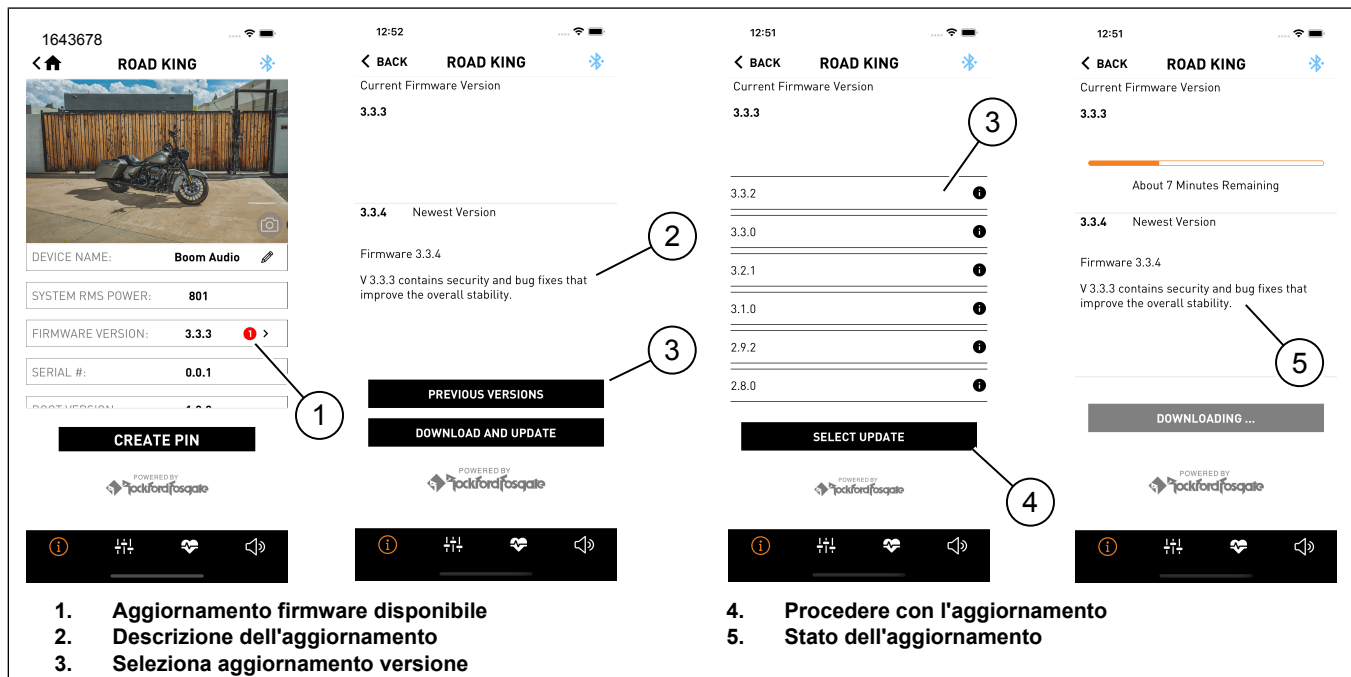 1643678
ROAD KING
DEVICE NAME: Boom Audio
SYSTEM RMS POWER: 801
FIRMWARE VERSION: 3.3.3 1 >
SERIAL #: 0.0.1
CREATE PIN
POWERED BY
Rockford Fosgate
1
12:52
< BACK ROAD KING
Current Firmware Version
3.3.3
3.3.4 Newest Version
Firmware 3.3.4
V 3.3.3 contains security and bug fixes that
improve the overall stability.
2
3
PREVIOUS VERSIONS
DOWNLOAD AND UPDATE
POWERED BY
Rockford Fosgate
12:51
< BACK ROAD KING
Current Firmware Version
3.3.3
3
3.3.2
3.3.0
3.2.1
3.1.0
2.9.2
2.8.0
SELECT UPDATE
4
POWERED BY
Rockford Fosgate
12:51
< BACK ROAD KING
Current Firmware Version
3.3.3
About 7 Minutes Remaining
3.3.4 Newest Version
Firmware 3.3.4
V 3.3.3 contains security and bug fixes that
improve the overall stability.
5
DOWNLOADING ...
POWERED BY
Rockford Fosgate
1. Aggiornamento firmware disponibile
2. Descrizione dell'aggiornamento
3. Seleziona aggiornamento versione
4. Procedere con l'aggiornamento
5. Stato dell'aggiornamento